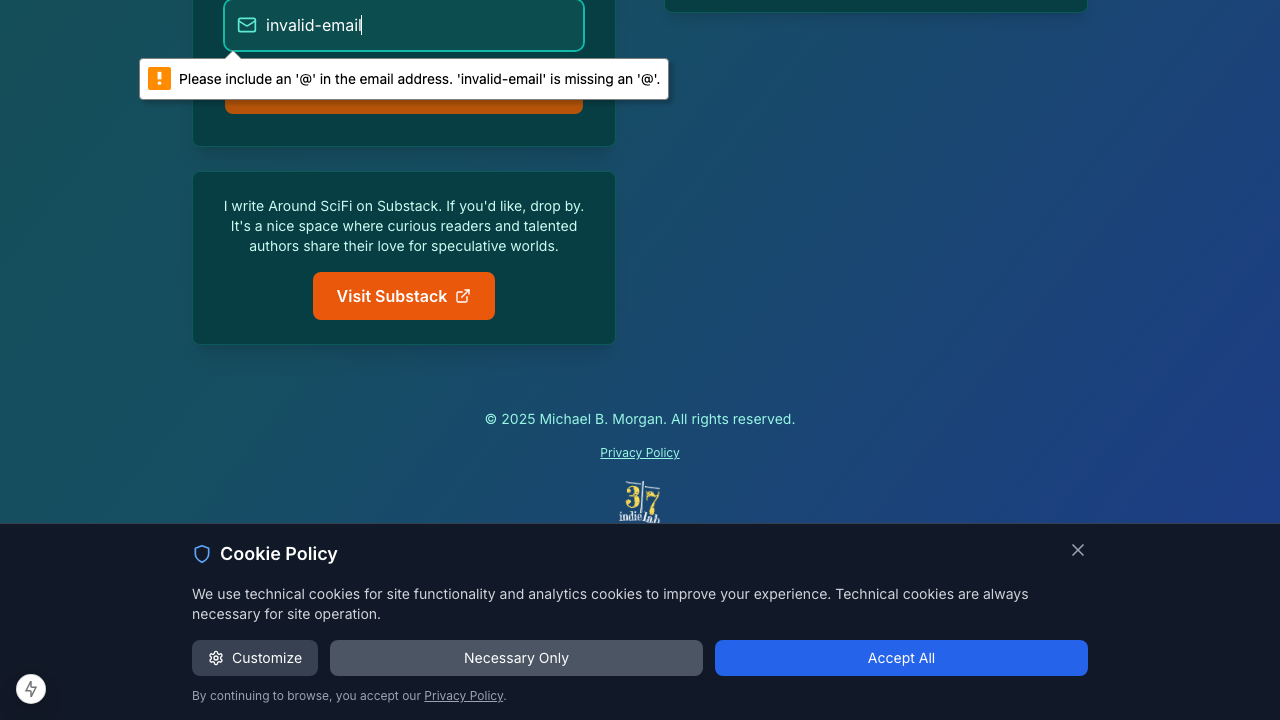 invalid-email
Please include an '@' in the email address. 'invalid-email' is missing an '@'.
I write Around SciFi on Substack. If you'd like, drop by.
It's a nice space where curious readers and talented
authors share their love for speculative worlds.
Visit Substack
© 2025 Michael B. Morgan. All rights reserved.
Privacy Policy
37
indie lab
Cookie Policy
We use technical cookies for site functionality and analytics cookies to improve your experience. Technical cookies are always
necessary for site operation.
Customize
Necessary Only
Accept All
By continuing to browse, you accept our Privacy Policy.